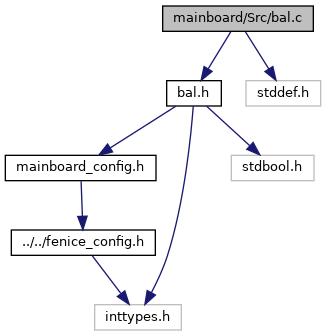 mainboard/Src/bal.c
bal.h
stddef.h
mainboard_config.h
stdbool.h
../../fenice_config.h
inttypes.h